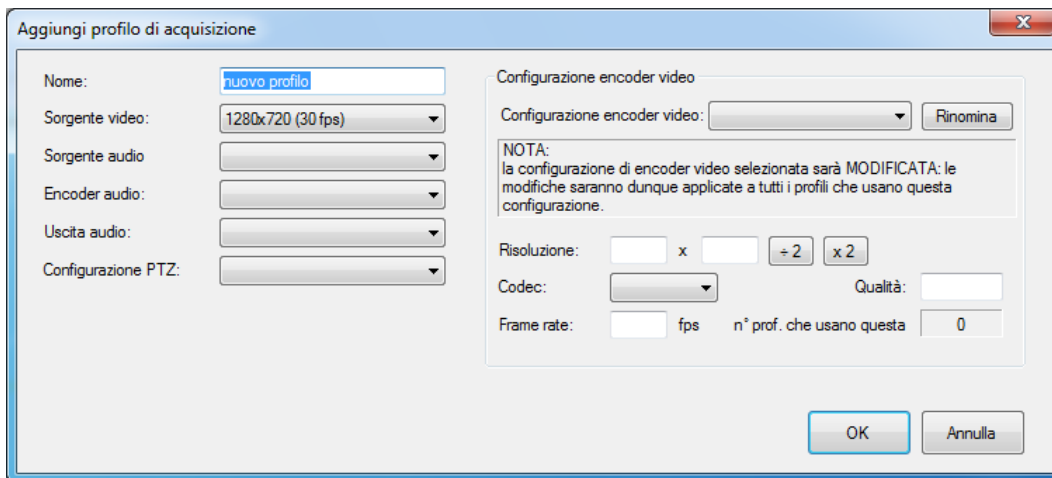 Aggiungi profilo di acquisizione
Nome: nuovo profilo
Sorgente video: 1280x720 (30 fps)
Sorgente audio
Encoder audio:
Uscita audio:
Configurazione PTZ:
Configurazione encoder video
Configurazione encoder video: Rinomina
NOTA:
la configurazione di encoder video selezionata sarà MODIFICATA: le
modifiche saranno dunque applicate a tutti i profili che usano questa
configurazione.
Risoluzione: x ÷ 2 x 2
Codec: Qualità:
Frame rate: fps n° prof. che usano questa 0
OK Annulla